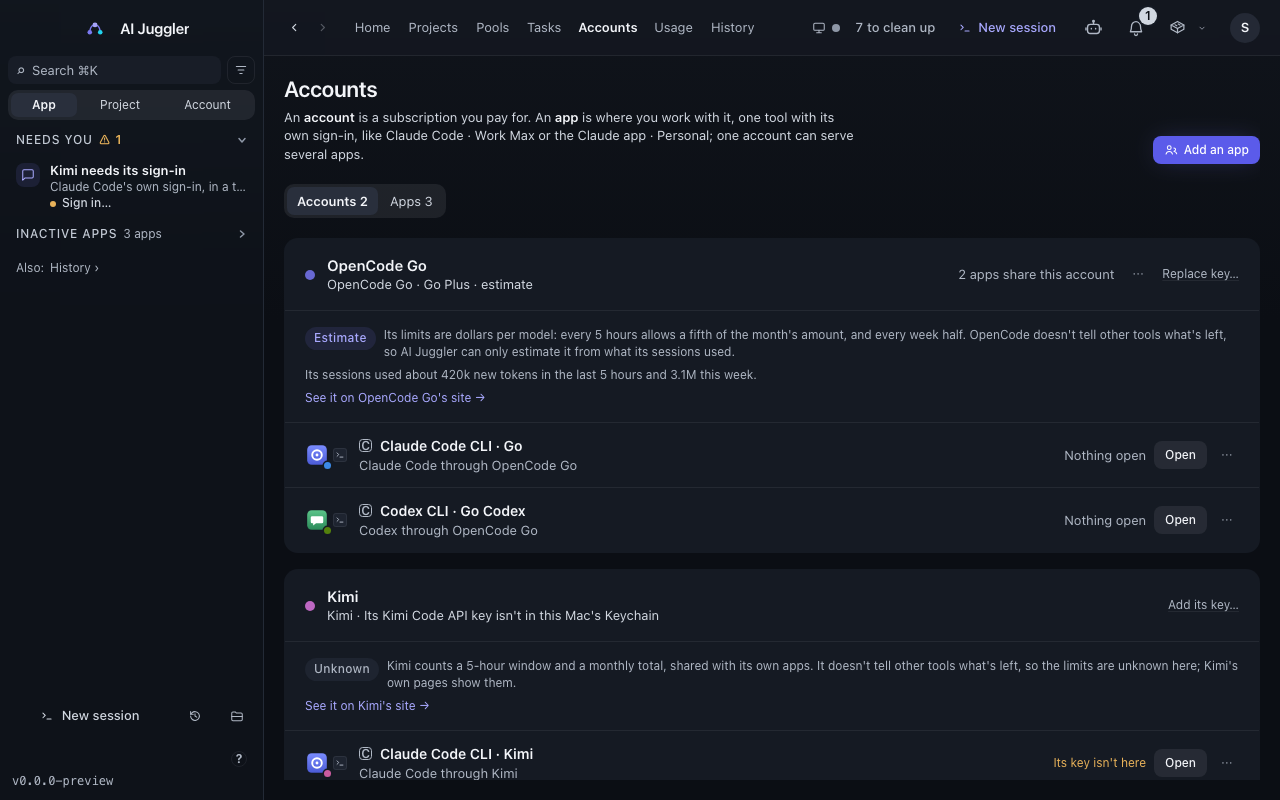 AI Juggler
Search ⌘K
App
Project
Account
NEEDS YOU
1
Kimi needs its sign-in
Claude Code's own sign-in, in a t…
Sign in…
INACTIVE APPS 3 apps
Also: History ›
New session
?
v0.0.0-preview
Home
Projects
Pools
Tasks
Accounts
Usage
History
7 to clean up
New session
1
S
Accounts
An account is a subscription you pay for. An app is where you work with it, one tool with its
own sign-in, like Claude Code · Work Max or the Claude app · Personal; one account can serve
several apps.
Add an app
Accounts 2
Apps 3
OpenCode Go
OpenCode Go · Go Plus · estimate
2 apps share this account
···
Replace key…
Estimate
Its limits are dollars per model: every 5 hours allows a fifth of the month's amount, and every week half. OpenCode doesn't tell other tools what's left,
so AI Juggler can only estimate it from what its sessions used.
Its sessions used about 420k new tokens in the last 5 hours and 3.1M this week.
See it on OpenCode Go's site →
C Claude Code CLI · Go
Claude Code through OpenCode Go
Nothing open
Open
···
C Codex CLI · Go Codex
Codex through OpenCode Go
Nothing open
Open
···
Kimi
Kimi · Its Kimi Code API key isn't in this Mac's Keychain
Add its key…
Unknown
Kimi counts a 5-hour window and a monthly total, shared with its own apps. It doesn't tell other tools what's left, so the limits are unknown here; Kimi's
own pages show them.
See it on Kimi's site →
C Claude Code CLI · Kimi
Claude Code through Kimi
Its key isn't here
Open
···